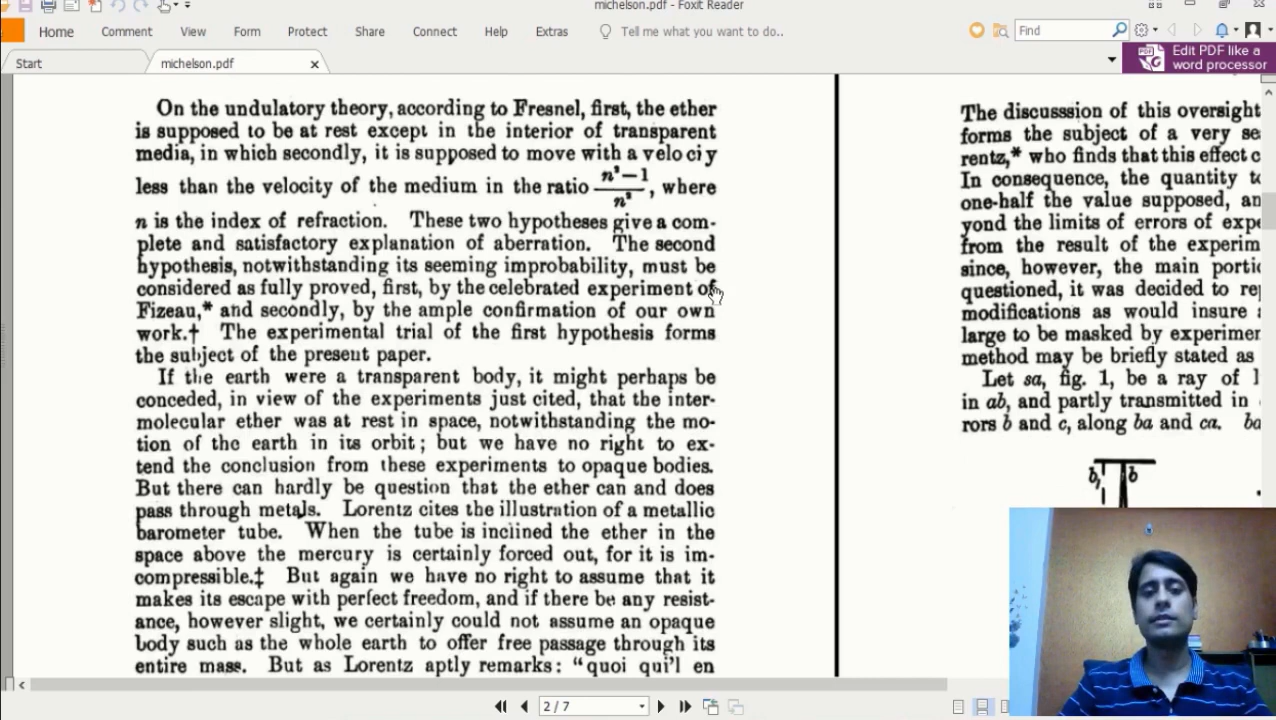 michelson.pdf - Foxit Reader
Home Comment View Form Protect Share Connect Help Extras Tell me what you want to do.. Find
Start michelson.pdf x
Edit PDF like a
word processor
On the undulatory theory, according to Fresnel, first, the ether
is supposed to be at rest except in the interior of transparent
media, in which secondly, it is supposed to move with a velo ci y
less than the velocity of the medium in the ratio n²−1/n², where
n is the index of refraction. These two hypotheses give a com-
plete and satisfactory explanation of aberration. The second
hypothesis, notwithstanding its seeming improbability, must be
considered as fully proved, first, by the celebrated experiment of
Fizeau,* and secondly, by the ample confirmation of our own
work.† The experimental trial of the first hypothesis forms
the subject of the present paper.
If the earth were a transparent body, it might perhaps be
conceded, in view of the experiments just cited, that the inter-
molecular ether was at rest in space, notwithstanding the mo-
tion of the earth in its orbit; but we have no right to ex-
tend the conclusion from these experiments to opaque bodies.
But there can hardly be question that the ether can and does
pass through metals. Lorentz cites the illustration of a metallic
barometer tube. When the tube is inclined the ether in the
space above the mercury is certainly forced out, for it is im-
compressible.‡ But again we have no right to assume that it
makes its escape with perfect freedom, and if there be any resist-
ance, however slight, we certainly could not assume an opaque
body such as the whole earth to offer free passage through its
entire mass. But as Lorentz aptly remarks: "quoi qui'l en
The discusssion of this oversight
forms the subject of a very se
rentz,* who finds that this effect c
In consequence, the quantity to
one-half the value supposed, an
yond the limits of errors of expe
from the result of the experim
since, however, the main portio
questioned, it was decided to rep
modifications as would insure a
large to be masked by experimen
method may be briefly stated as
Let sa, fig. 1, be a ray of l
in ab, and partly transmitted in
rors b and c, along ba and ca. ba
b, b
2 / 7